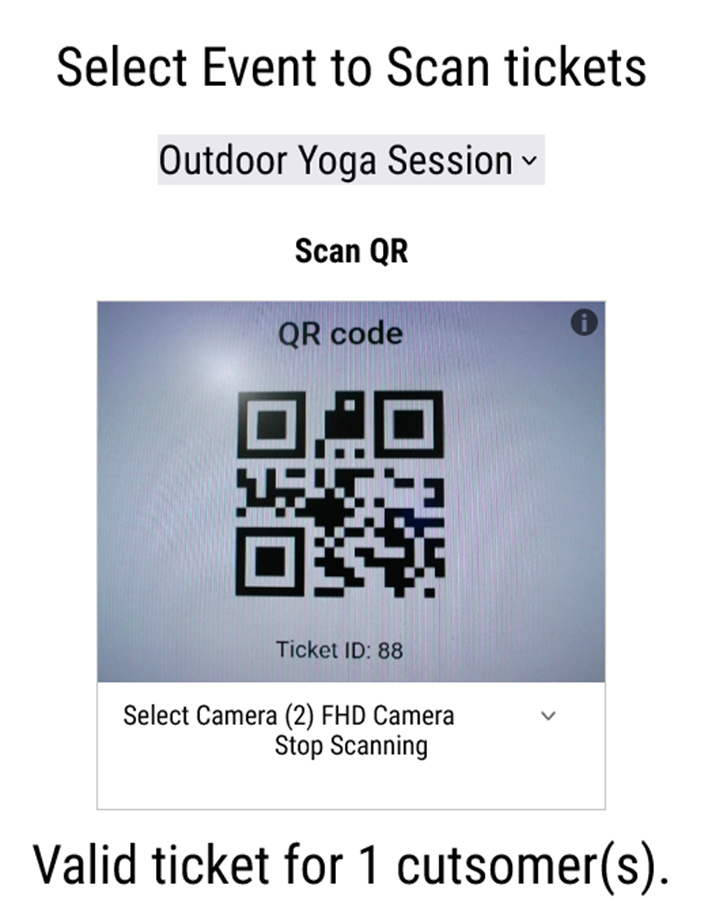 Select Event to Scan tickets
Outdoor Yoga Session
Scan QR
QR code
Ticket ID: 88
Select Camera (2) FHD Camera
Stop Scanning
Valid ticket for 1 cutsomer(s).